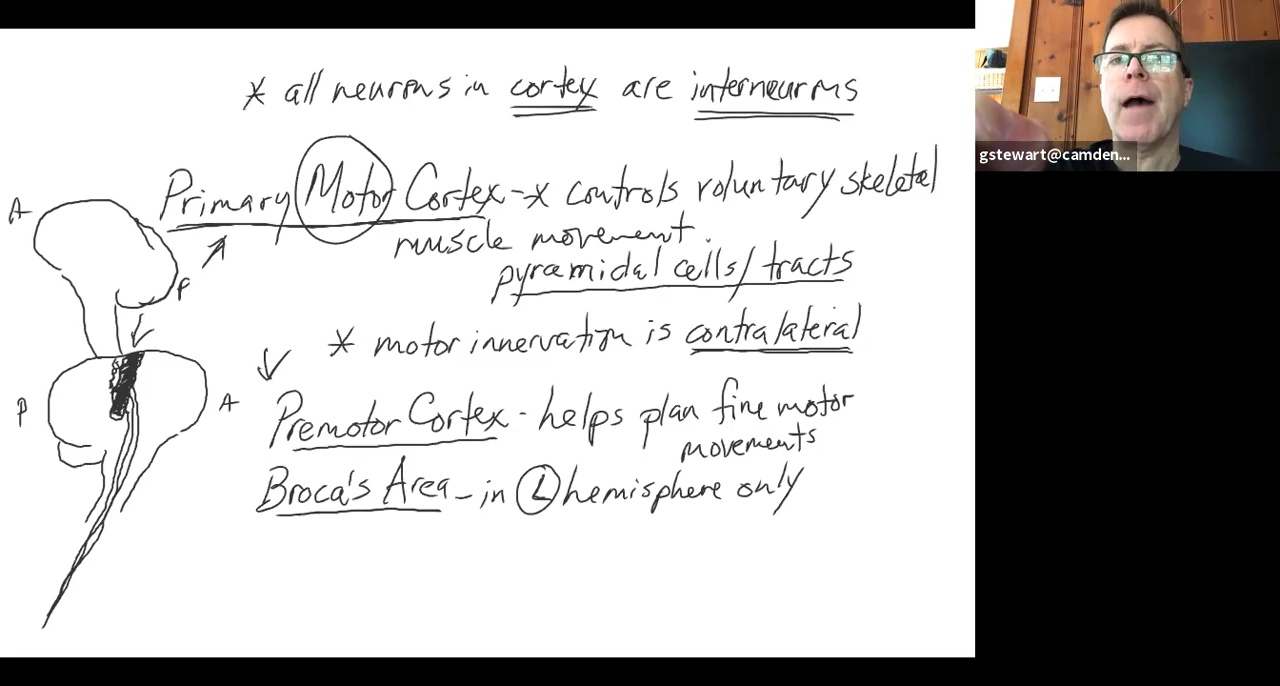 * all neurons in cortex are interneurons
Primary Motor Cortex -* controls voluntary skeletal
muscle movement.
pyramidal cells/tracts
* motor innervation is contralateral
Premotor Cortex - helps plan fine motor
movements
Broca's Area - in L hemisphere only
A
P
P
A
gstewart@camden...